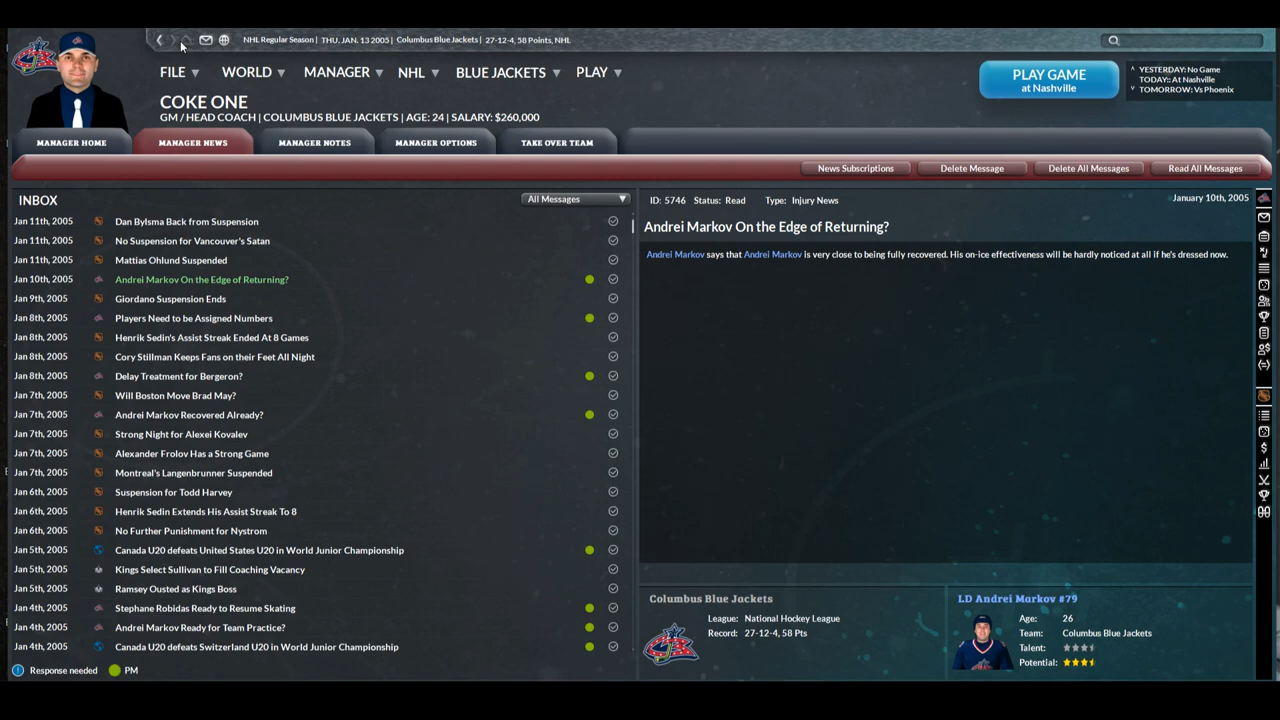 NHL Regular Season | THU, JAN. 13 2005 | Columbus Blue Jackets | 27-12-4, 58 Points, NHL
FILE WORLD MANAGER NHL BLUE JACKETS PLAY
PLAY GAME
at Nashville
YESTERDAY: No Game
TODAY:: At Nashville
TOMORROW: Vs Phoenix
COKE ONE
GM / HEAD COACH | COLUMBUS BLUE JACKETS | AGE: 24 | SALARY: $260,000
MANAGER HOME MANAGER NEWS MANAGER NOTES MANAGER OPTIONS TAKE OVER TEAM
News Subscriptions Delete Message Delete All Messages Read All Messages
INBOX All Messages
Jan 11th, 2005 Dan Bylsma Back from Suspension
Jan 11th, 2005 No Suspension for Vancouver's Satan
Jan 11th, 2005 Mattias Ohlund Suspended
Jan 10th, 2005 Andrei Markov On the Edge of Returning?
Jan 9th, 2005 Giordano Suspension Ends
Jan 8th, 2005 Players Need to be Assigned Numbers
Jan 8th, 2005 Henrik Sedin's Assist Streak Ended At 8 Games
Jan 8th, 2005 Cory Stillman Keeps Fans on their Feet All Night
Jan 8th, 2005 Delay Treatment for Bergeron?
Jan 7th, 2005 Will Boston Move Brad May?
Jan 7th, 2005 Andrei Markov Recovered Already?
Jan 7th, 2005 Strong Night for Alexei Kovalev
Jan 7th, 2005 Alexander Frolov Has a Strong Game
Jan 7th, 2005 Montreal's Langenbrunner Suspended
Jan 6th, 2005 Suspension for Todd Harvey
Jan 6th, 2005 Henrik Sedin Extends His Assist Streak To 8
Jan 6th, 2005 No Further Punishment for Nystrom
Jan 5th, 2005 Canada U20 defeats United States U20 in World Junior Championship
Jan 5th, 2005 Kings Select Sullivan to Fill Coaching Vacancy
Jan 5th, 2005 Ramsey Ousted as Kings Boss
Jan 4th, 2005 Stephane Robidas Ready to Resume Skating
Jan 4th, 2005 Andrei Markov Ready for Team Practice?
Jan 4th, 2005 Canada U20 defeats Switzerland U20 in World Junior Championship
Response needed PM
ID: 5746 Status: Read Type: Injury News January 10th, 2005
Andrei Markov On the Edge of Returning?
Andrei Markov says that Andrei Markov is very close to being fully recovered. His on-ice effectiveness will be hardly noticed at all if he's dressed now.
Columbus Blue Jackets
League: National Hockey League
Record: 27-12-4, 58 Pts
LD Andrei Markov #79
Age: 26
Team: Columbus Blue Jackets
Talent:
Potential: